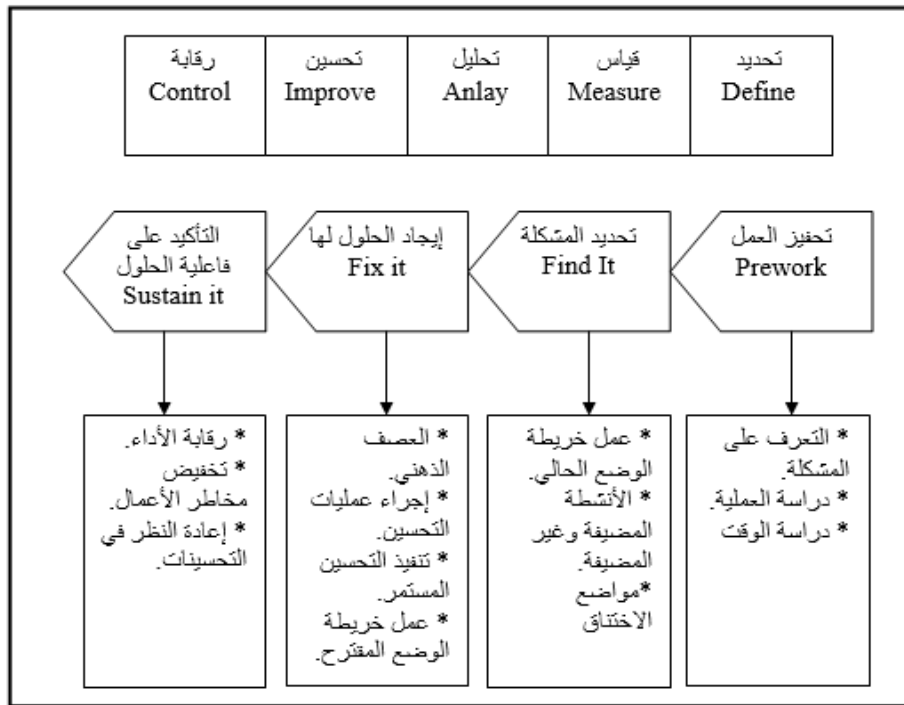 تحديد
Define
قياس
Measure
تحليل
Anlay
تحسين
Improve
رقابة
Control
تحفيز العمل
Prework
تحديد المشكلة
Find It
إيجاد الحلول لها
Fix it
التأكيد على
فاعلية الحلول
Sustain it
* التعرف على
المشكلة.
* دراسة العملية.
* دراسة الوقت
* عمل خريطة
الوضع الحالي.
* الأنشطة
المضيفة وغير
المضيفة.
*مواضع
الاختناق
* العصف
الذهني.
* إجراء عمليات
التحسين.
* تنفيذ التحسين
المستمر.
* عمل خريطة
الوضع المقترح.
* رقابة الأداء.
* تخفيض
مخاطر الأعمال.
* إعادة النظر في
التحسينات.